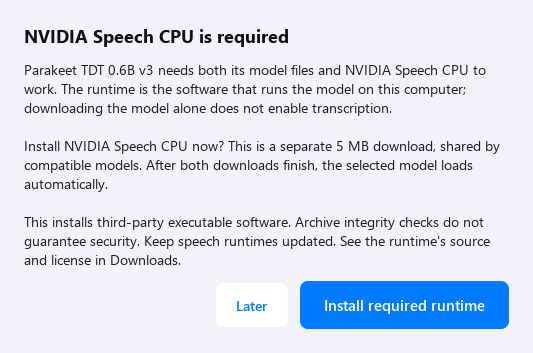 NVIDIA Speech CPU is required
Parakeet TDT 0.6B v3 needs both its model files and NVIDIA Speech CPU to
work. The runtime is the software that runs the model on this computer;
downloading the model alone does not enable transcription.
Install NVIDIA Speech CPU now? This is a separate 5 MB download, shared by
compatible models. After both downloads finish, the selected model loads
automatically.
This installs third-party executable software. Archive integrity checks do not
guarantee security. Keep speech runtimes updated. See the runtime's source
and license in Downloads.
Later
Install required runtime